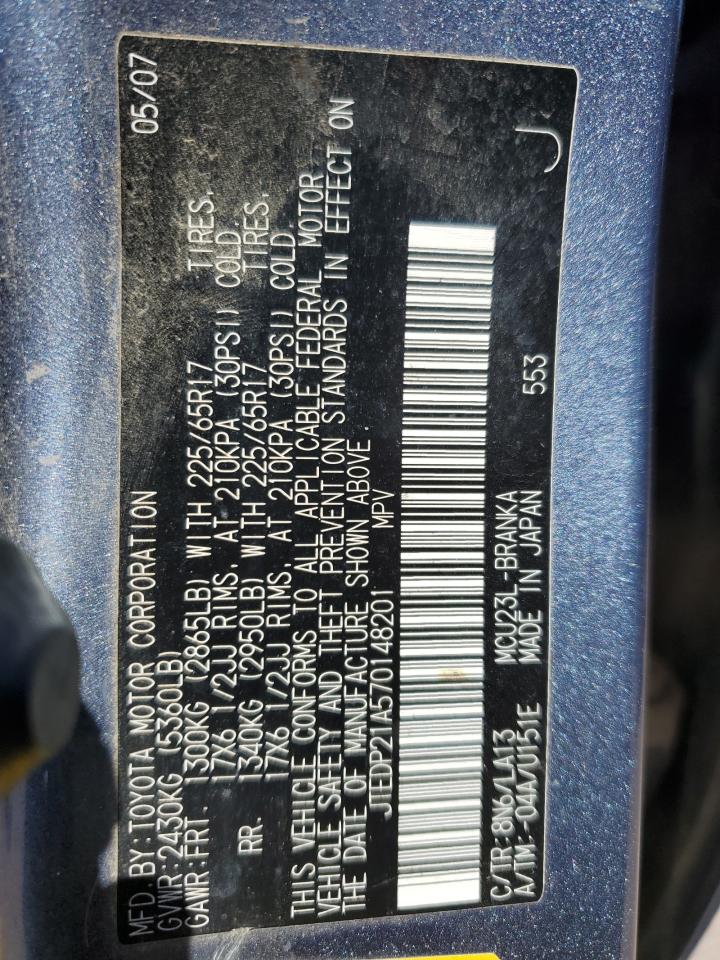 MFD. BY: TOYOTA MOTOR CORPORATION 05/07
GVWR: 2430KG (5360LB)
GAWR: FRT. 1300KG (2865LB) WITH 225/65R17 TIRES.
17X6 1/2JJ RIMS, AT 210KPA (30PSI) COLD.
RR. 1340KG (2950LB) WITH 225/65R17 TIRES.
17X6 1/2JJ RIMS, AT 210KPA (30PSI) COLD.
THIS VEHICLE CONFORMS TO ALL APPLICABLE FEDERAL MOTOR
VEHICLE SAFETY AND THEFT PREVENTION STANDARDS IN EFFECT ON
THE DATE OF MANUFACTURE SHOWN ABOVE.
JTEDP21A570148201 MPV
C/TR: 8N6/LA13 MCU23L-BRANKA 553
A/TM: -04A/U151E MADE IN JAPAN
J